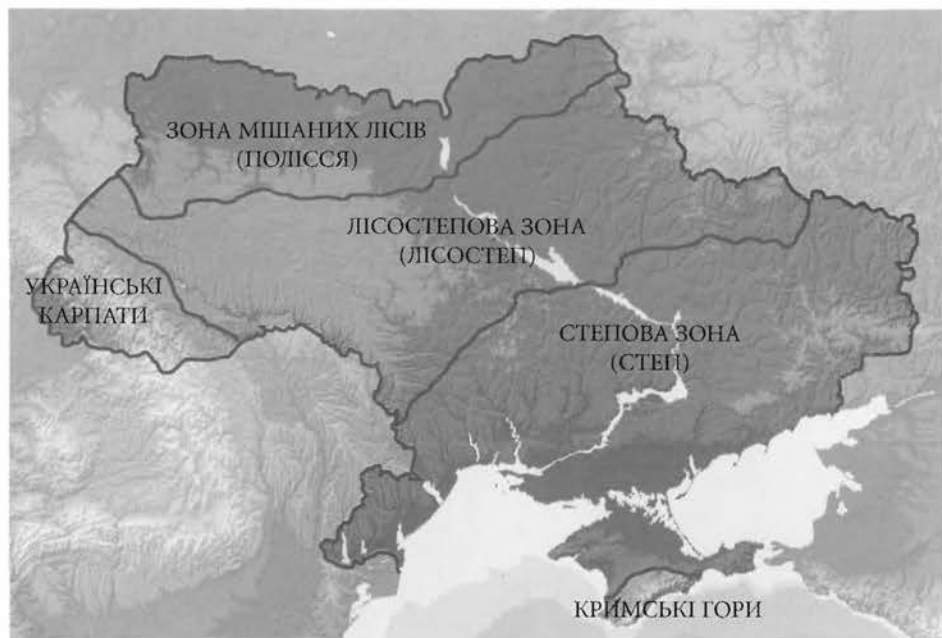 ЗОНА МІШАНИХ ЛІСІВ
(ПОЛІССЯ)
ЛІСОСТЕПОВА ЗОНА
(ЛІСОСТЕП)
УКРАЇНСЬКІ
КАРПАТИ
СТЕПОВА ЗОНА
(СТЕП)
КРИМСЬКІ ГОРИ